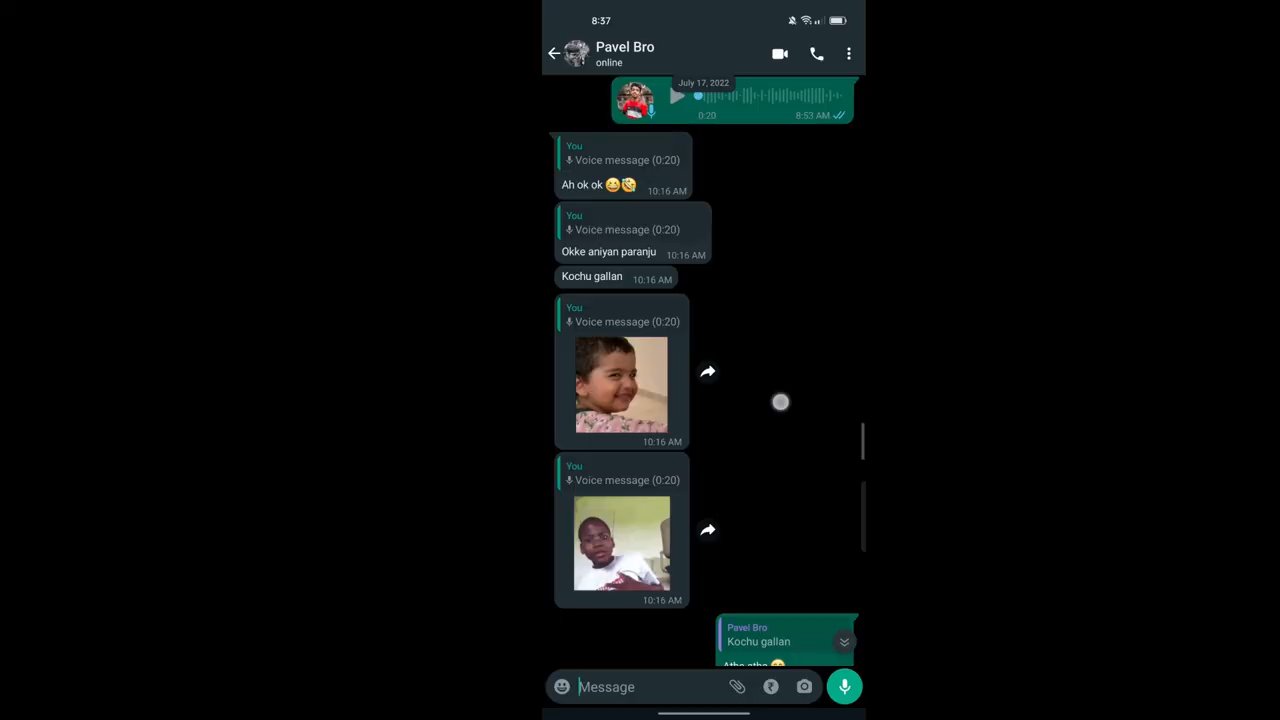 8:37
Pavel Bro
online
July 17, 2022
0:20
8:53 AM
You
Voice message (0:20)
Ah ok ok 😆🤣
10:16 AM
You
Voice message (0:20)
Okke aniyan paranju
10:16 AM
Kochu gallan
10:16 AM
You
Voice message (0:20)
10:16 AM
You
Voice message (0:20)
10:16 AM
Pavel Bro
Kochu gallan
Athe athe
Message